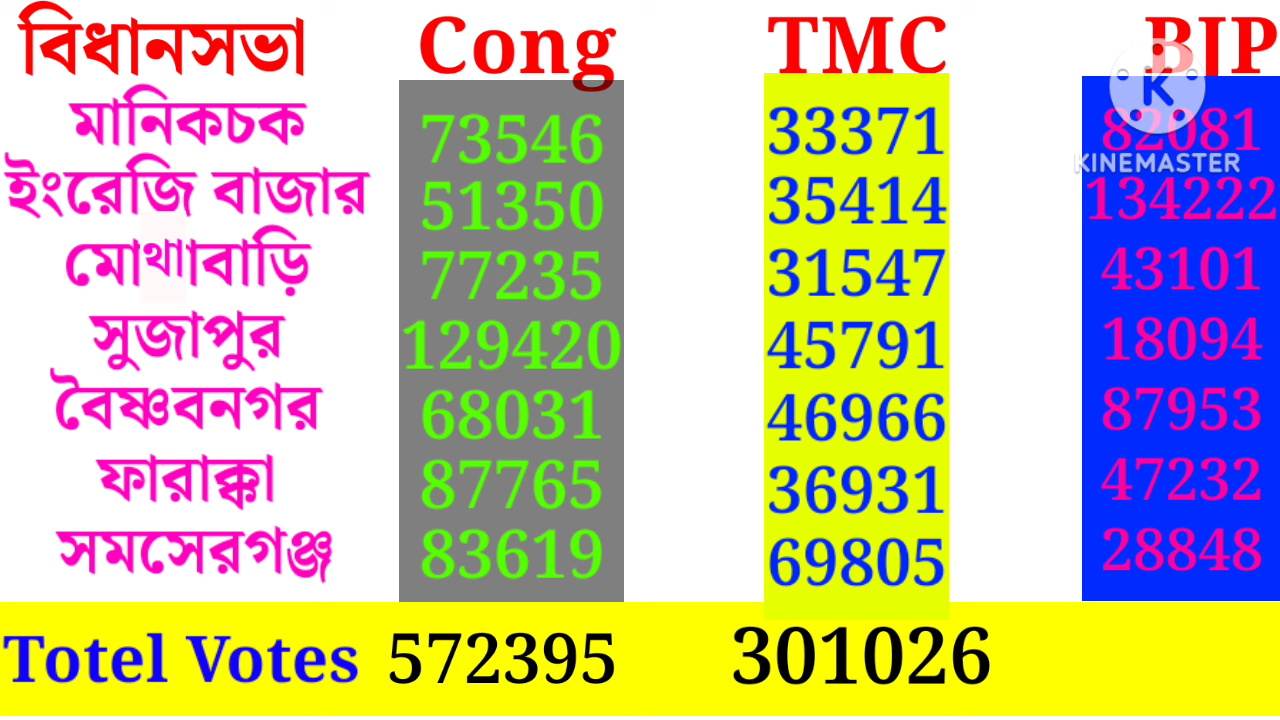 বিধানসভা Cong TMC BJP
মানিকচক 73546 33371 82081
KINEMASTER
ইংরেজি বাজার 51350 35414 134222
মোথাবাড়ি 77235 31547 43101
সুজাপুর 129420 45791 18094
বৈষ্ণবনগর 68031 46966 87953
ফারাক্কা 87765 36931 47232
সমসেরগঞ্জ 83619 69805 28848
Totel Votes 572395 301026